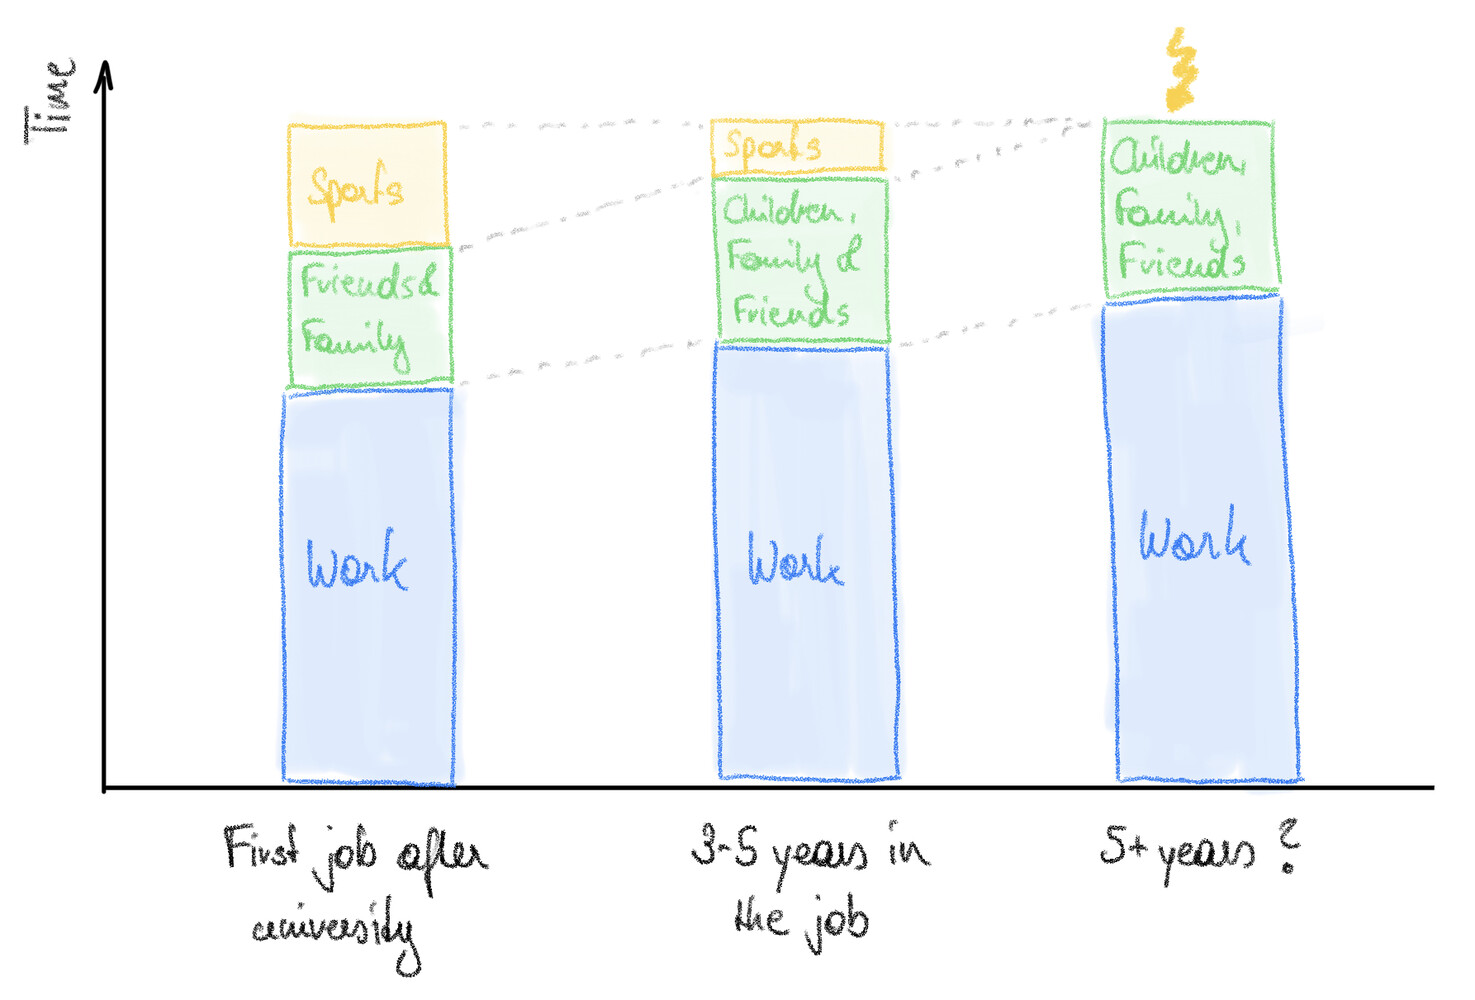 Time
Sports
Friends &
Family
Work
Sports
Children,
Family &
Friends
Work
Children,
Family,
Friends
Work
First job after
university
3-5 years in
the job
5+ years ?